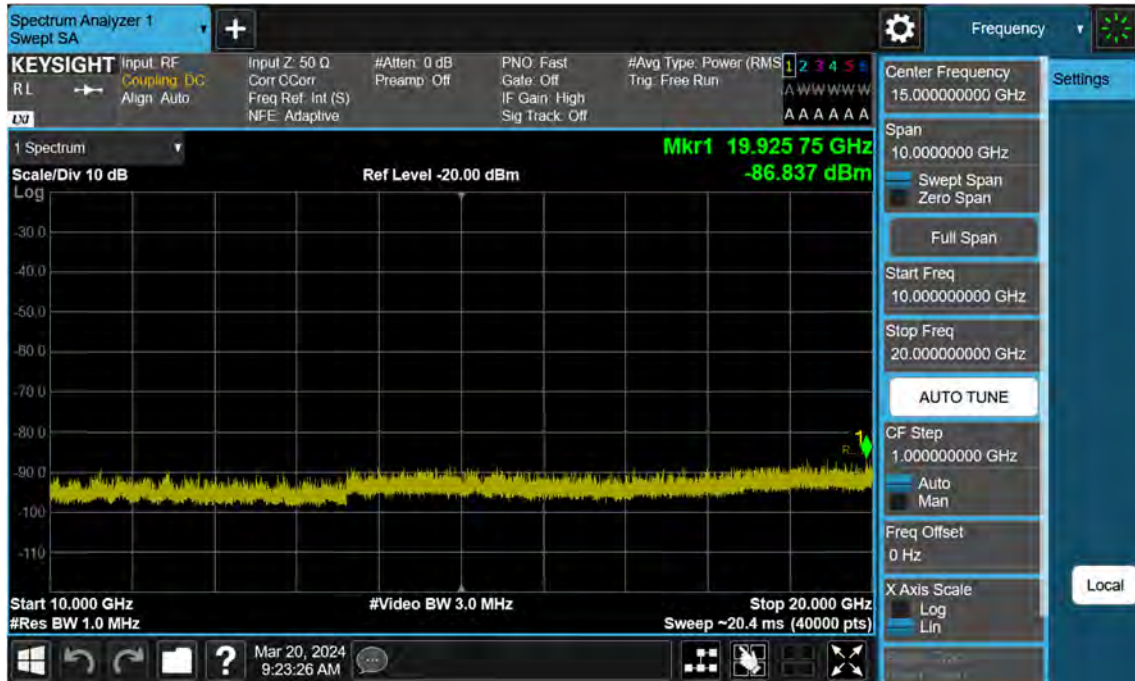 Spectrum Analyzer 1
Swept SA
+
Frequency
KEYSIGHT
RL
LXI
Input: RF
Coupling: DC
Align: Auto
Input Z: 50 Ω
Corr CCorr
Freq Ref: Int (S)
NFE: Adaptive
#Atten: 0 dB
Preamp: Off
PNO: Fast
Gate: Off
IF Gain: High
Sig Track: Off
#Avg Type: Power (RMS
Trig: Free Run
1 2 3 4 5 6
A W W W W W
A A A A A A
1 Spectrum
Scale/Div 10 dB
Ref Level -20.00 dBm
Mkr1 19.925 75 GHz
-86.837 dBm
Log
-30.0
-40.0
-50.0
-60.0
-70.0
-80.0
-90.0
-100
-110
1
Start 10.000 GHz
#Video BW 3.0 MHz
Stop 20.000 GHz
#Res BW 1.0 MHz
Sweep ~20.4 ms (40000 pts)
?
Mar 20, 2024
9:23:26 AM
Center Frequency
15.000000000 GHz
Span
10.0000000 GHz
Swept Span
Zero Span
Full Span
Start Freq
10.000000000 GHz
Stop Freq
20.000000000 GHz
AUTO TUNE
CF Step
1.000000000 GHz
Auto
Man
Freq Offset
0 Hz
X Axis Scale
Log
Lin
Settings
Local